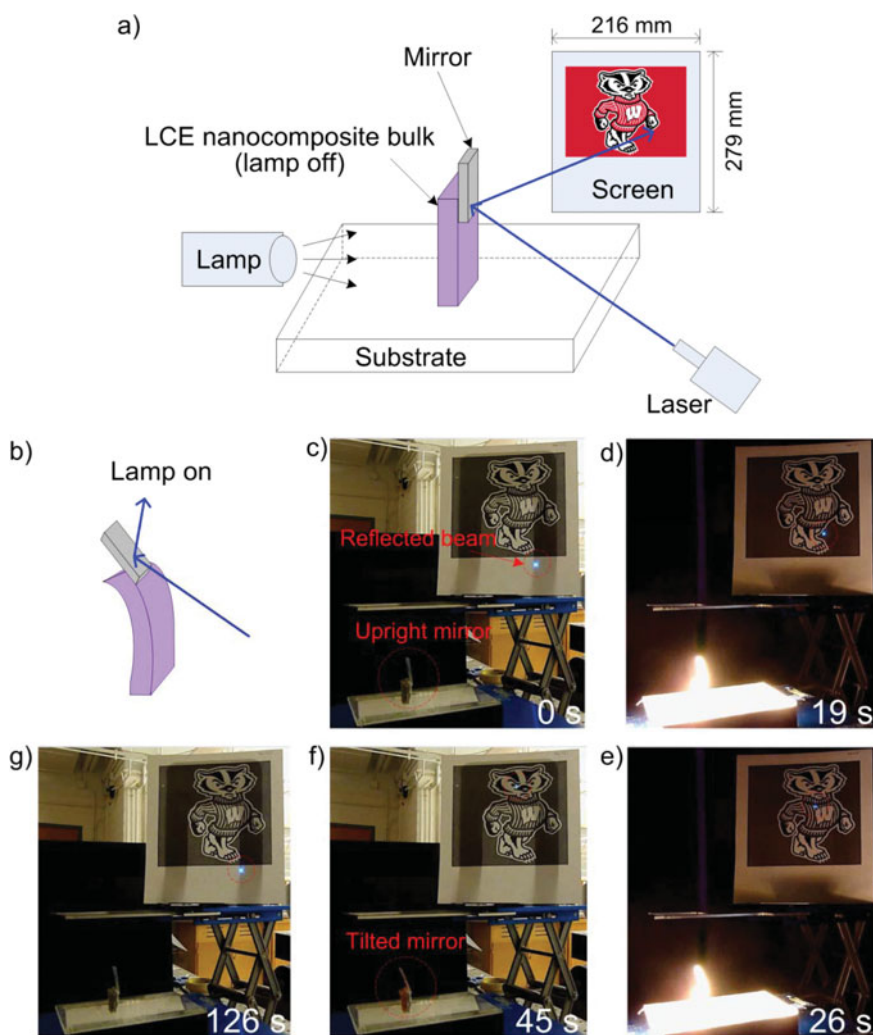 a)
216 mm
Mirror
LCE nanocomposite bulk
(lamp off)
W
279 mm
Screen
Lamp
Substrate
Laser
b)
Lamp on
c)
W
Reflected beam
Upright mirror
0 s
d)
W
19 s
g)
W
126 s
f)
W
Tilted mirror
45 s
e)
W
26 s